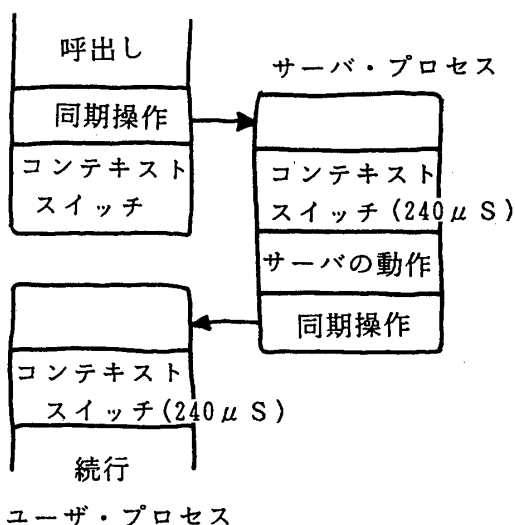 呼出し
同期操作
コンテキスト
スイッチ
サーバ・プロセス
コンテキスト
スイッチ(240μS)
サーバの動作
同期操作
コンテキスト
スイッチ(240μS)
続行
ユーザ・プロセス